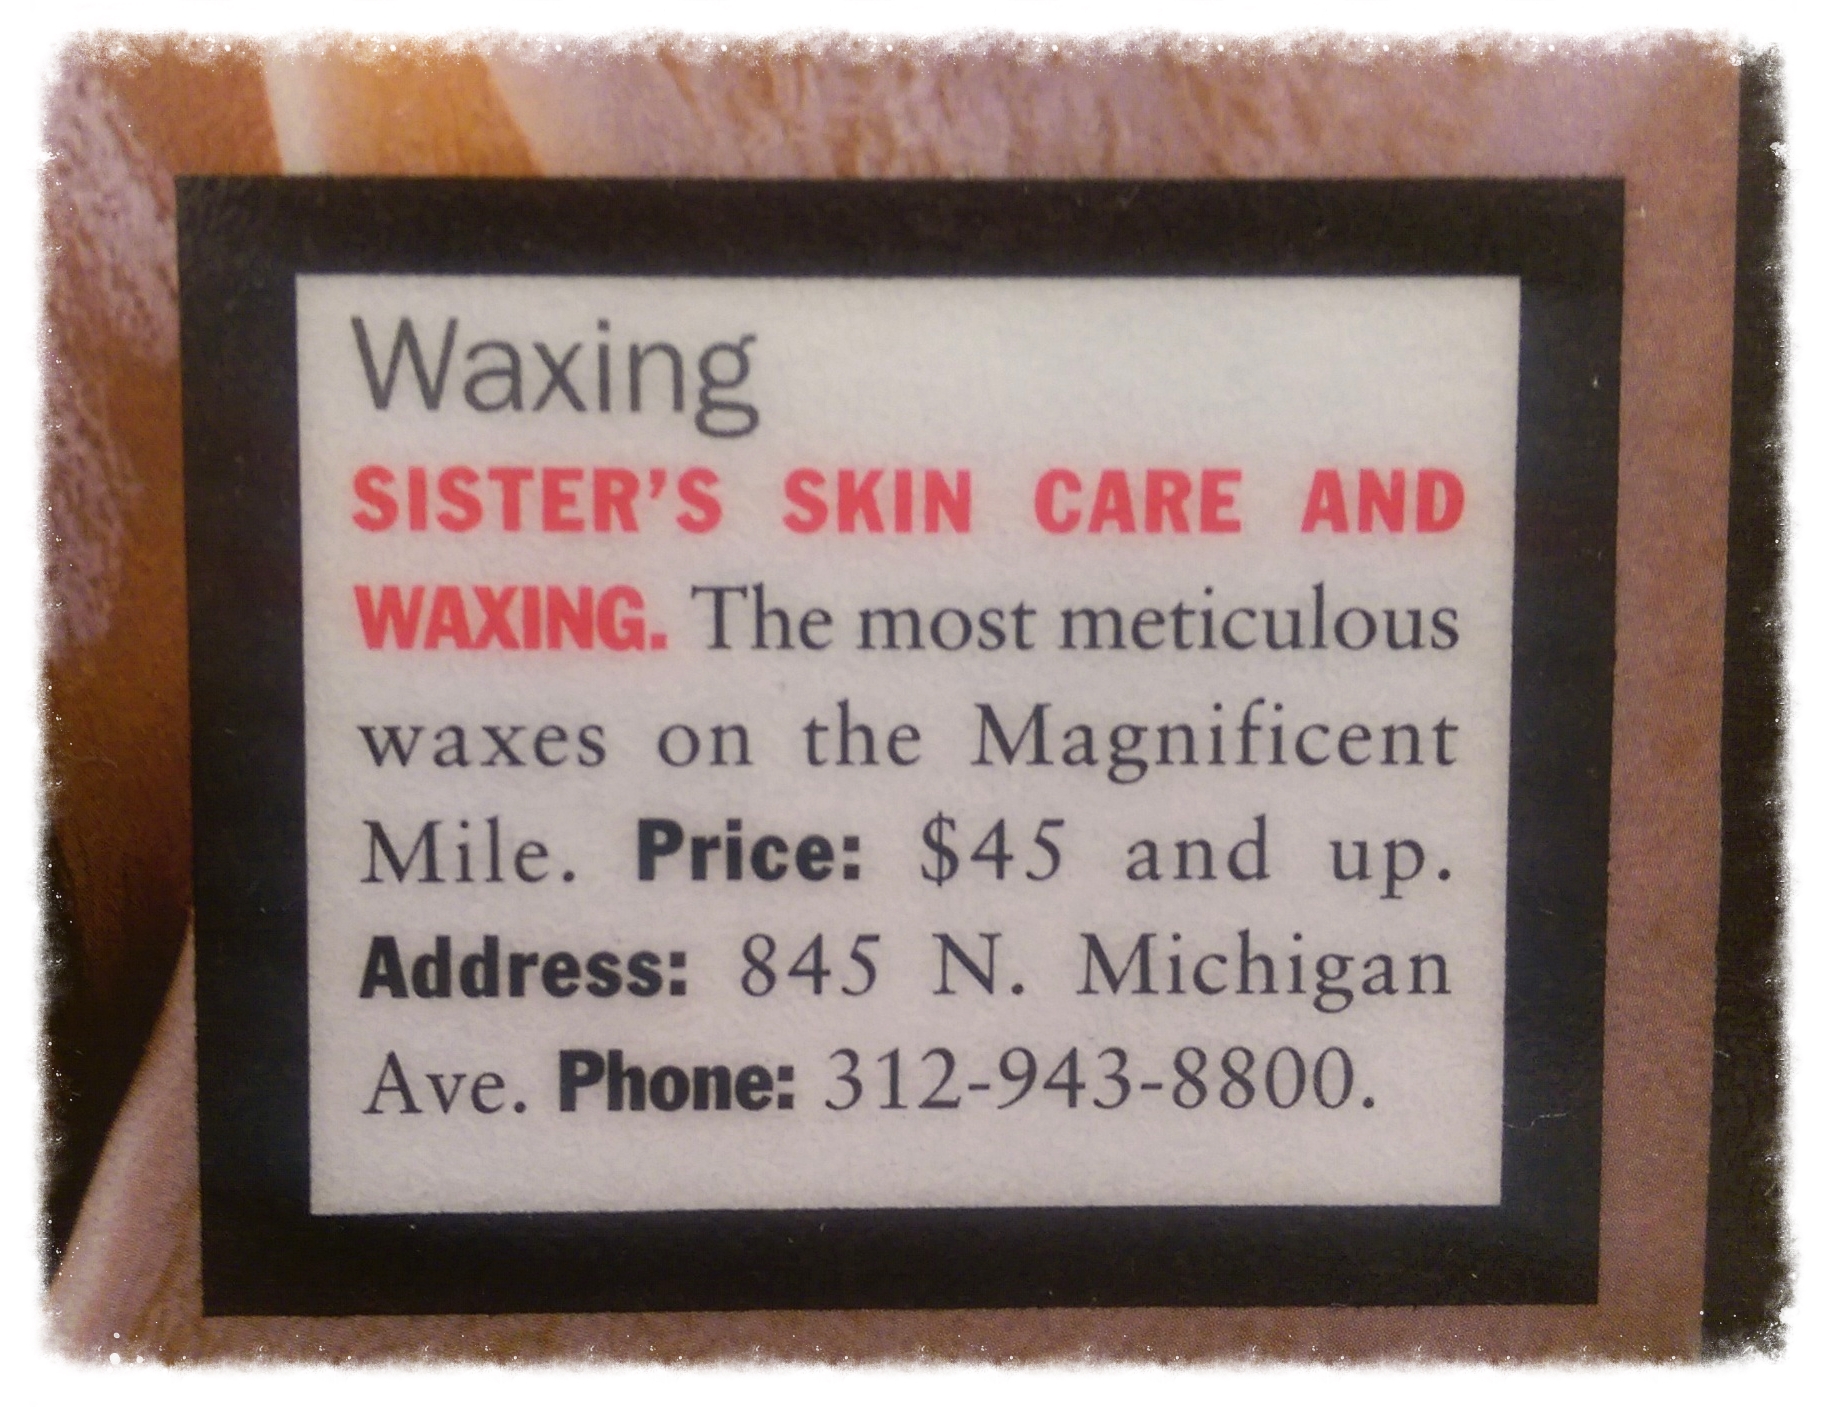 Waxing
SISTER'S SKIN CARE AND
WAXING. The most meticulous
waxes on the Magnificent
Mile. Price: $45 and up.
Address: 845 N. Michigan
Ave. Phone: 312-943-8800.